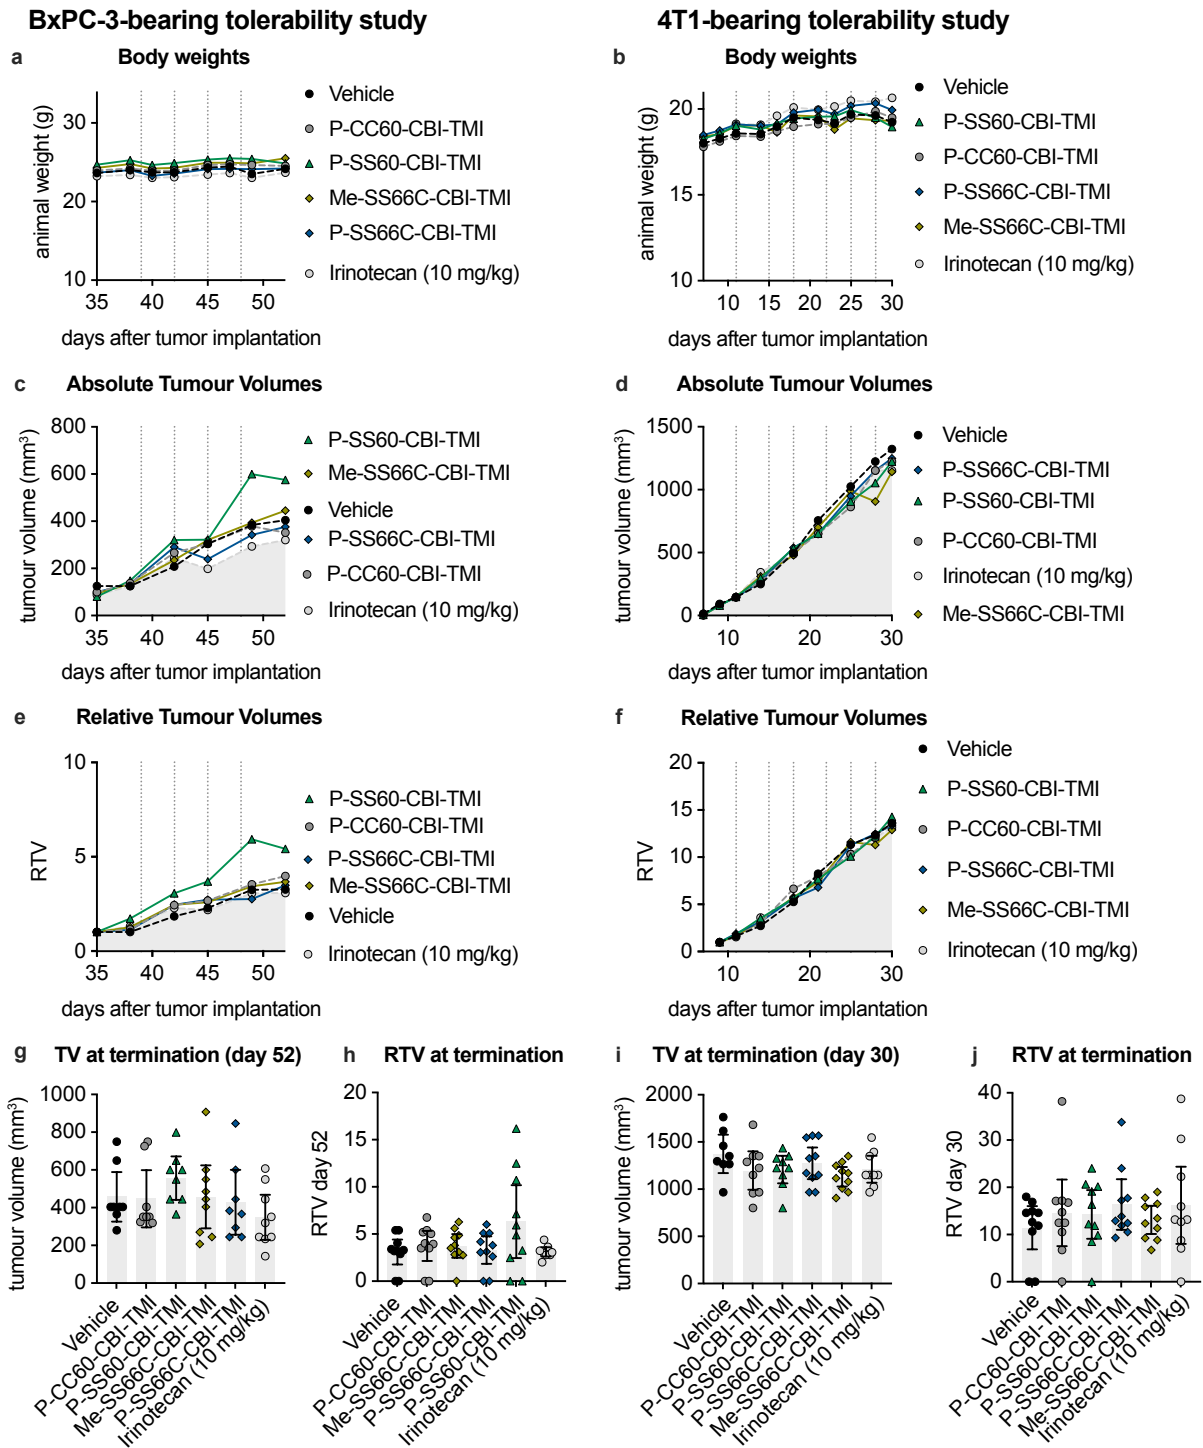 BxPC-3-bearing tolerability study
4T1-bearing tolerability study
a
Body weights
animal weight (g)
30
20
10
35
40
45
50
days after tumor implantation
Vehicle
P-CC60-CBI-TMI
P-SS60-CBI-TMI
Me-SS66C-CBI-TMI
P-SS66C-CBI-TMI
Irinotecan (10 mg/kg)
b
Body weights
animal weight (g)
20
15
10
10
15
20
25
30
days after tumor implantation
Vehicle
P-SS60-CBI-TMI
P-CC60-CBI-TMI
P-SS66C-CBI-TMI
Me-SS66C-CBI-TMI
Irinotecan (10 mg/kg)
c
Absolute Tumour Volumes
tumour volume (mm³)
800
600
400
200
0
35
40
45
50
days after tumor implantation
P-SS60-CBI-TMI
Me-SS66C-CBI-TMI
Vehicle
P-SS66C-CBI-TMI
P-CC60-CBI-TMI
Irinotecan (10 mg/kg)
d
Absolute Tumour Volumes
tumour volume (mm³)
1500
1000
500
0
10
20
30
days after tumor implantation
Vehicle
P-SS66C-CBI-TMI
P-SS60-CBI-TMI
P-CC60-CBI-TMI
Irinotecan (10 mg/kg)
Me-SS66C-CBI-TMI
e
Relative Tumour Volumes
RTV
10
5
0
35
40
45
50
days after tumor implantation
P-SS60-CBI-TMI
P-CC60-CBI-TMI
P-SS66C-CBI-TMI
Me-SS66C-CBI-TMI
Vehicle
Irinotecan (10 mg/kg)
f
Relative Tumour Volumes
RTV
20
15
10
5
0
10
20
30
days after tumor implantation
Vehicle
P-SS60-CBI-TMI
P-CC60-CBI-TMI
P-SS66C-CBI-TMI
Me-SS66C-CBI-TMI
Irinotecan (10 mg/kg)
g
TV at termination (day 52)
tumour volume (mm³)
1000
800
600
400
200
0
Vehicle
P-CC60-CBI-TMI
P-SS60-CBI-TMI
Me-SS66C-CBI-TMI
P-SS66C-CBI-TMI
Irinotecan (10 mg/kg)
h
RTV at termination
RTV day 52
20
15
10
5
0
Vehicle
P-CC60-CBI-TMI
Me-SS66C-CBI-TMI
P-SS66C-CBI-TMI
P-SS60-CBI-TMI
Irinotecan (10 mg/kg)
i
TV at termination (day 30)
tumour volume (mm³)
2000
1500
1000
500
0
Vehicle
P-CC60-CBI-TMI
P-SS60-CBI-TMI
P-SS66C-CBI-TMI
Me-SS66C-CBI-TMI
Irinotecan (10 mg/kg)
j
RTV at termination
RTV day 30
40
30
20
10
0
Vehicle
P-CC60-CBI-TMI
P-SS60-CBI-TMI
P-SS66C-CBI-TMI
Me-SS66C-CBI-TMI
Irinotecan (10 mg/kg)